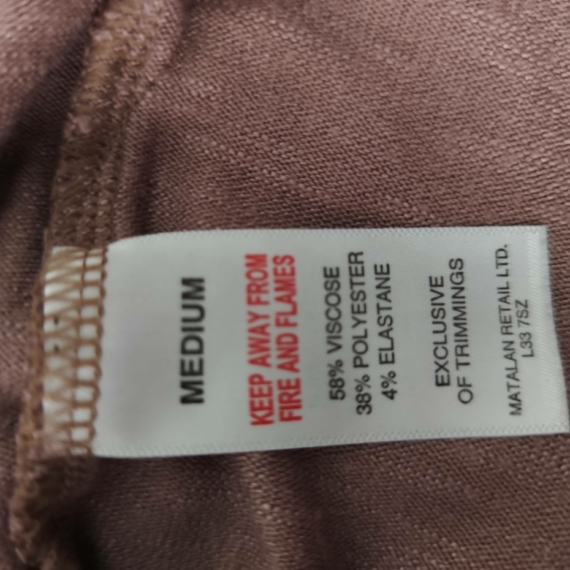 MEDIUM
KEEP AWAY FROM
FIRE AND FLAMES
58% VISCOSE
38% POLYESTER
4% ELASTANE
EXCLUSIVE
OF TRIMMINGS
MATALAN RETAIL LTD.
L33 7SZ